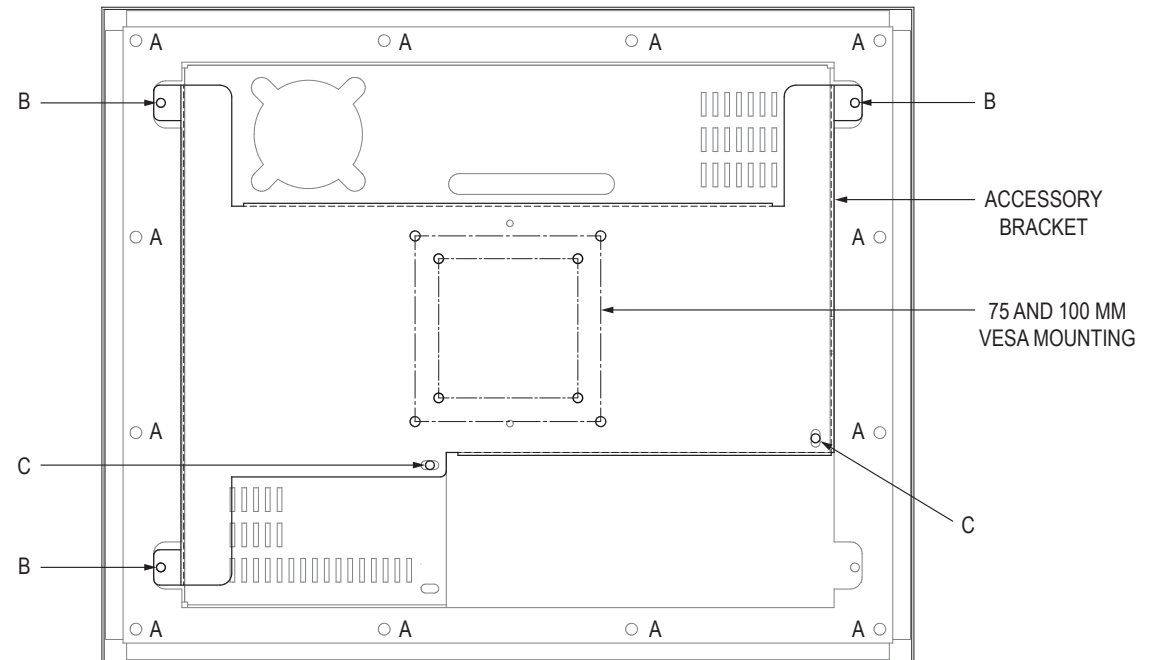 A A A A
B B
ACCESSORY
BRACKET
A A
75 AND 100 MM
VESA MOUNTING
A A
C
C
B
A A A A